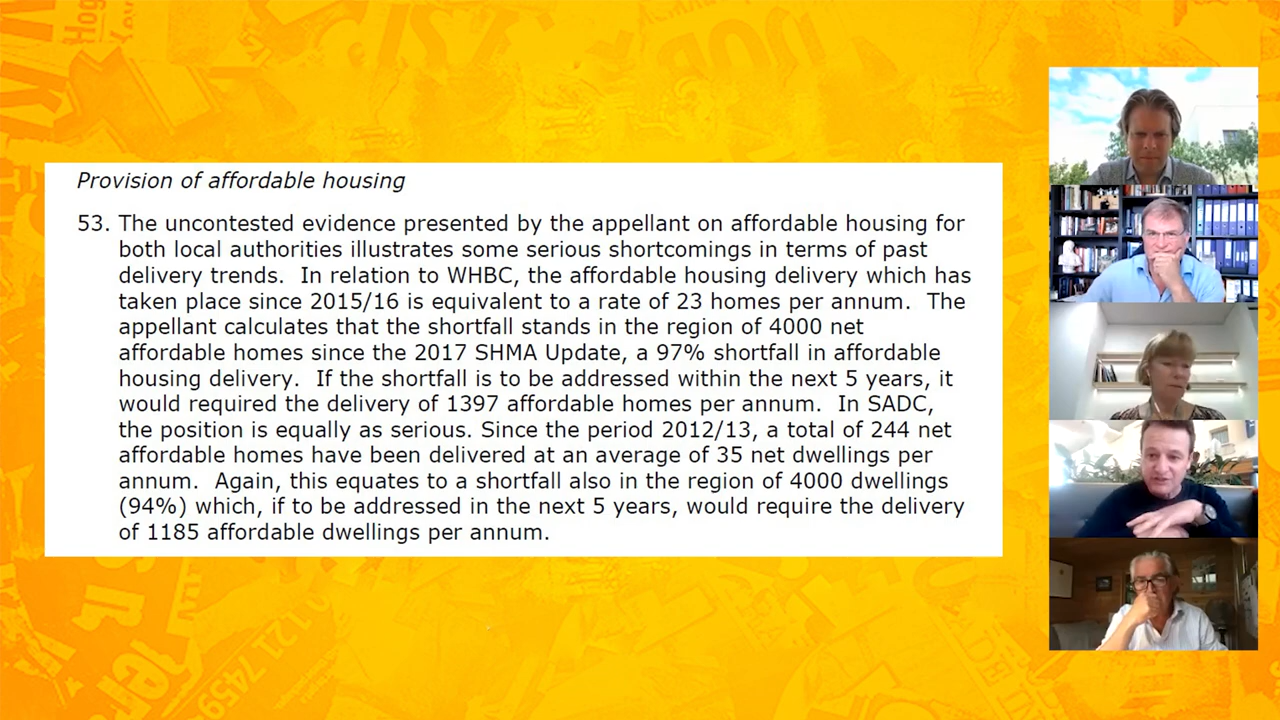 Provision of affordable housing
53. The uncontested evidence presented by the appellant on affordable housing for
both local authorities illustrates some serious shortcomings in terms of past
delivery trends. In relation to WHBC, the affordable housing delivery which has
taken place since 2015/16 is equivalent to a rate of 23 homes per annum. The
appellant calculates that the shortfall stands in the region of 4000 net
affordable homes since the 2017 SHMA Update, a 97% shortfall in affordable
housing delivery. If the shortfall is to be addressed within the next 5 years, it
would required the delivery of 1397 affordable homes per annum. In SADC,
the position is equally as serious. Since the period 2012/13, a total of 244 net
affordable homes have been delivered at an average of 35 net dwellings per
annum. Again, this equates to a shortfall also in the region of 4000 dwellings
(94%) which, if to be addressed in the next 5 years, would require the delivery
of 1185 affordable dwellings per annum.